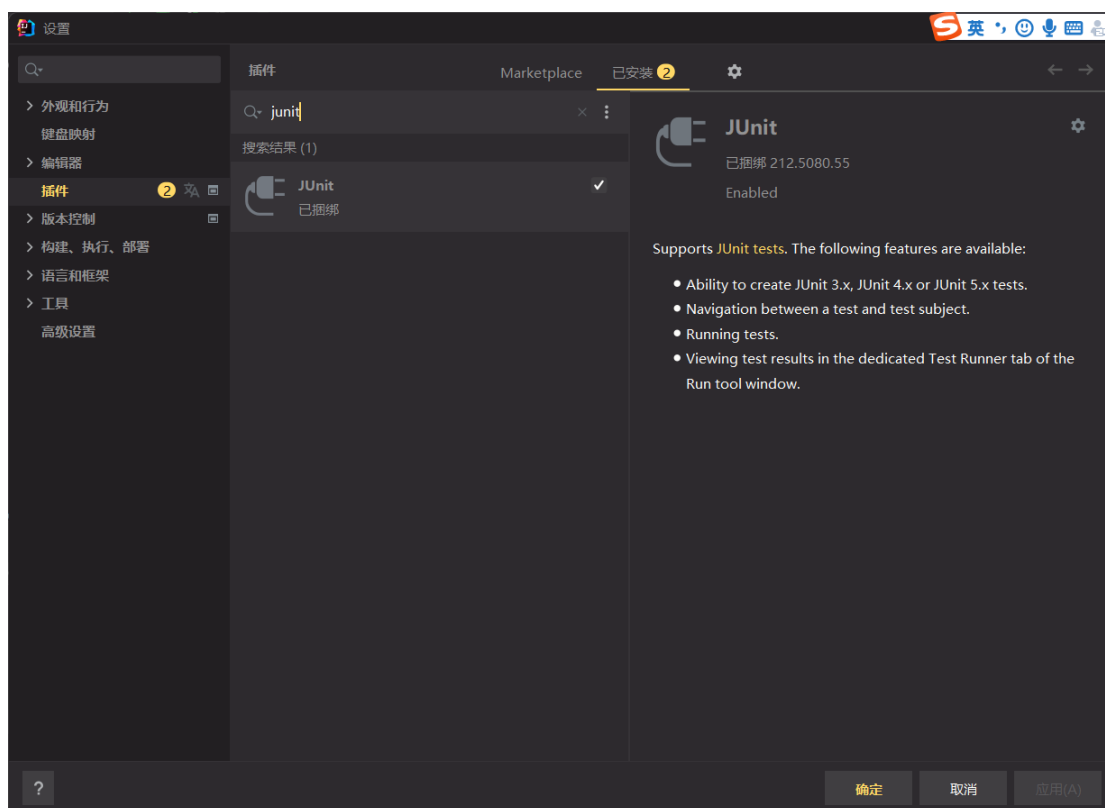 设置
英
插件
Marketplace
已安装 2
外观和行为
键盘映射
编辑器
插件 2
版本控制
构建、执行、部署
语言和框架
工具
高级设置
junit
搜索结果 (1)
JUnit
已捆绑
JUnit
已捆绑 212.5080.55
Enabled
Supports JUnit tests. The following features are available:
Ability to create JUnit 3.x, JUnit 4.x or JUnit 5.x tests.
Navigation between a test and test subject.
Running tests.
Viewing test results in the dedicated Test Runner tab of the
Run tool window.
?
确定
取消
应用(A)